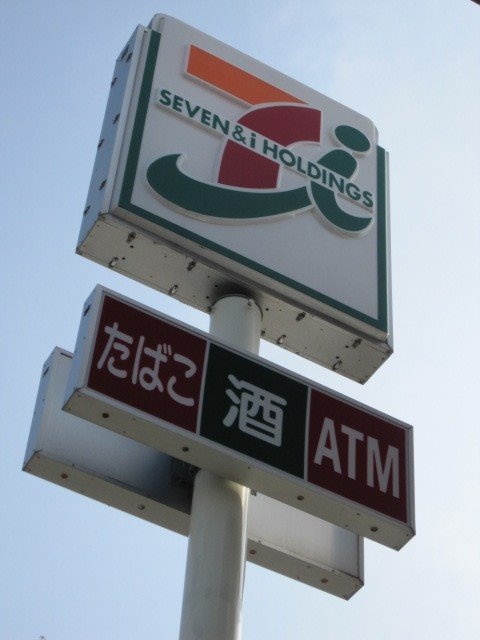 SEVEN & i HOLDINGS
たばこ 酒 ATM